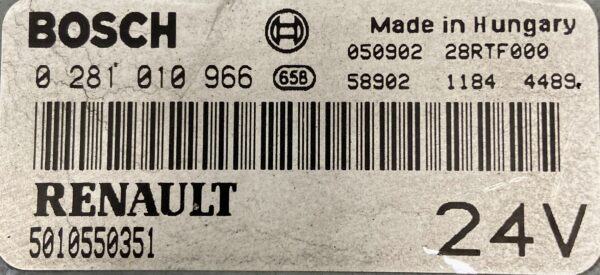 BOSCH
Made in Hungary
050902 28RTF000
0 281 010 966 658
58902 1184 4489
RENAULT
5010550351
24V